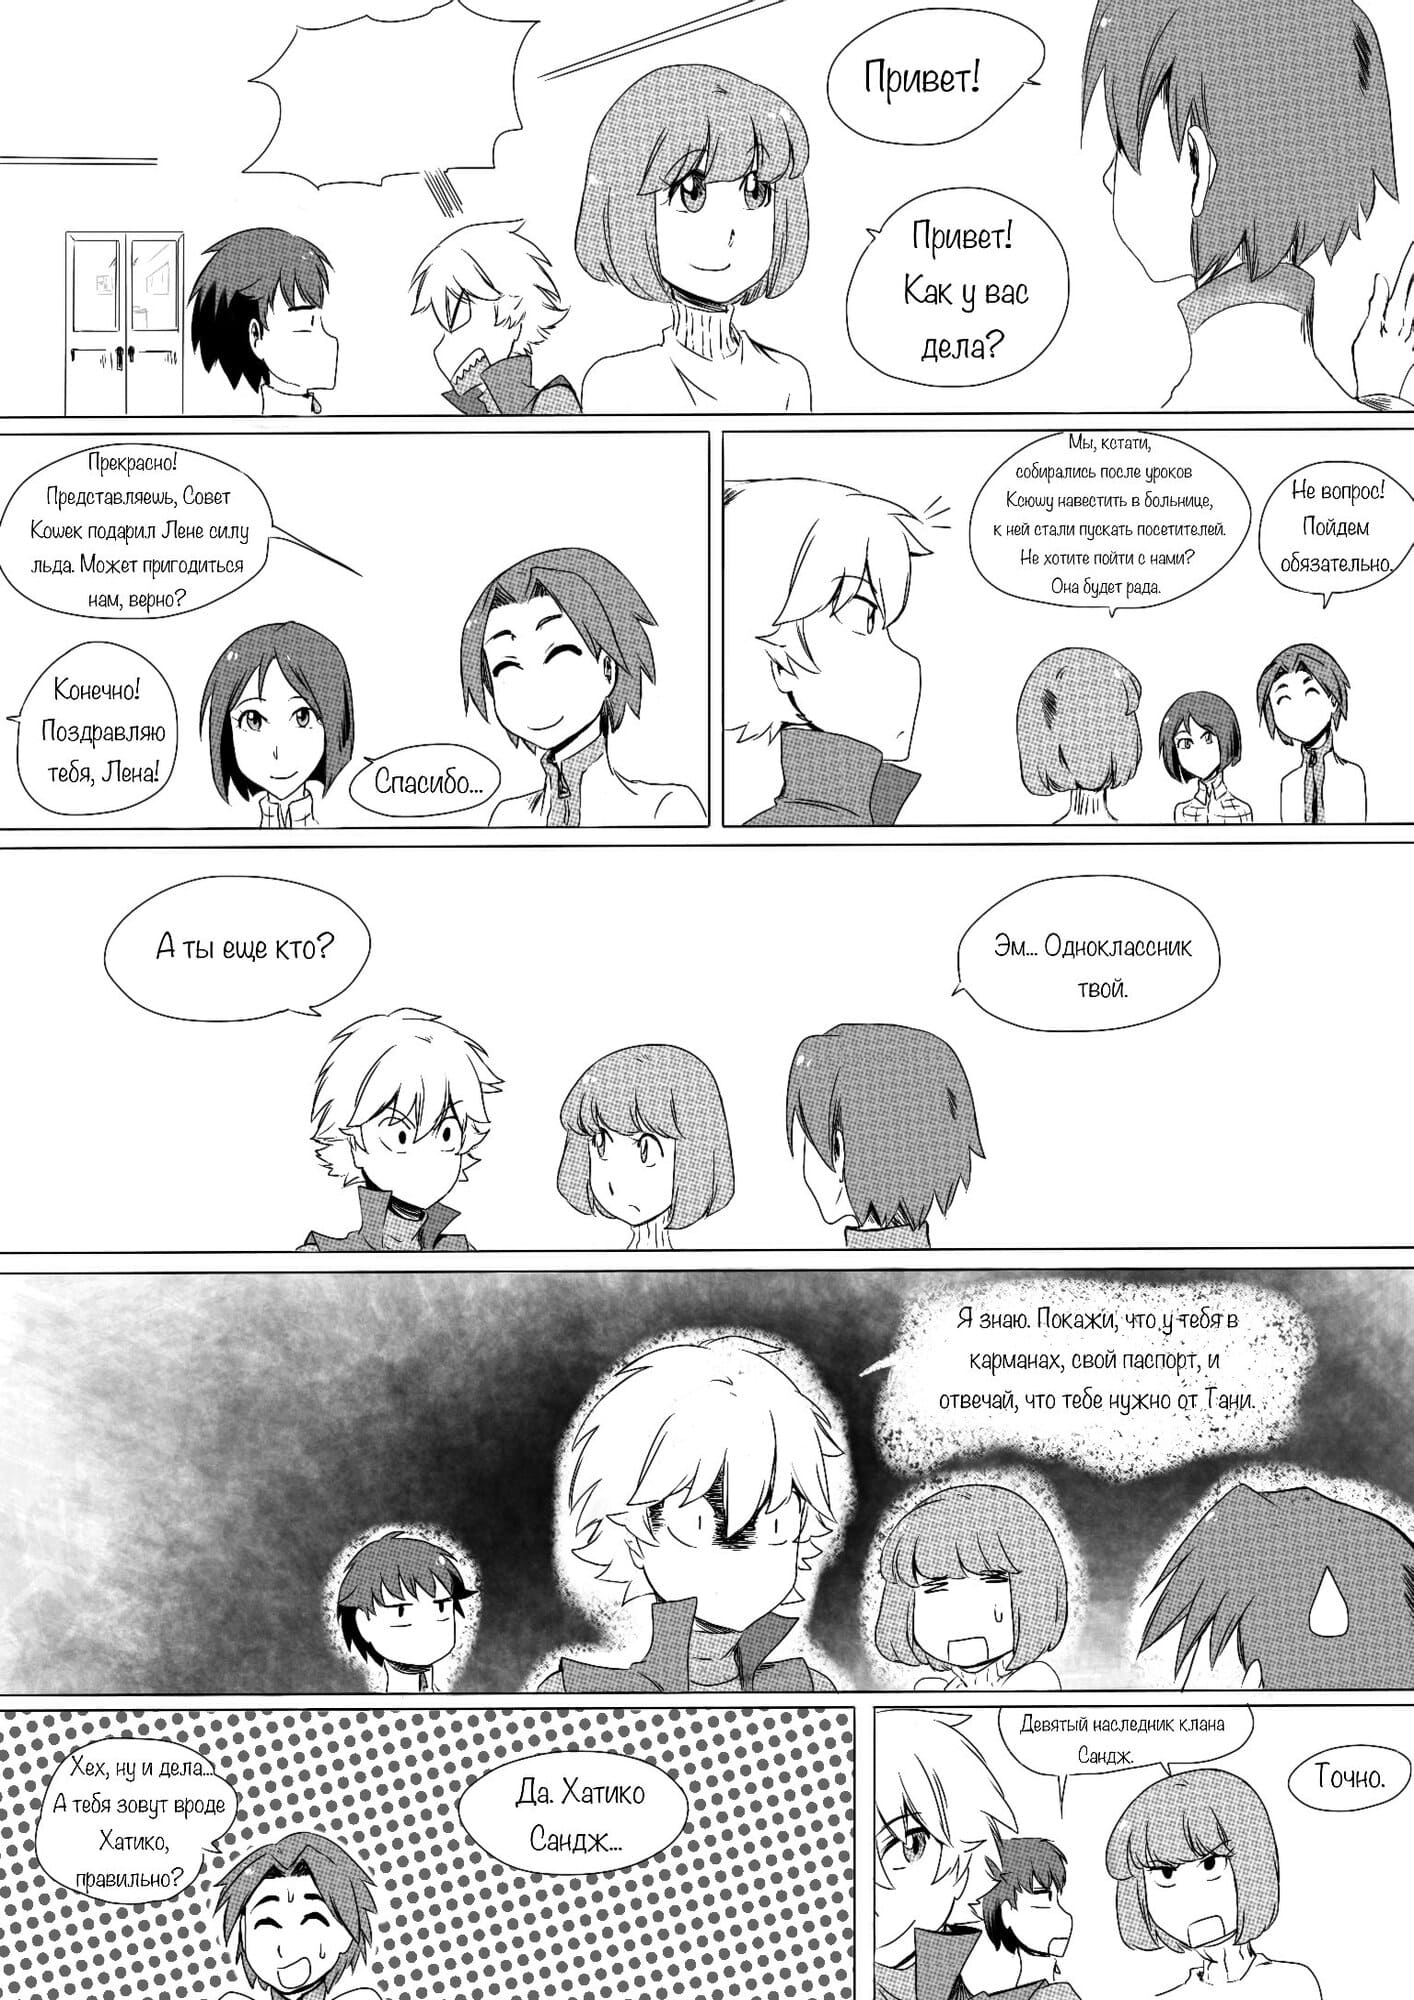 Привет!
Привет!
Как у вас
дела?
Прекрасно!
Представляешь, Совет
Кошек подарил Лене силу
льда. Может пригодиться
нам, верно?
Конечно!
Поздравляю
тебя, Лена!
Спасибо...
Мы, кстати,
собирались после уроков
Ксюшу навестить в больнице,
к ней стали пускать посетителей.
Не хотите пойти с нами?
Она будет рада.
Не вопрос!
Пойдем
обязательно.
А ты еще кто?
Эм... Одноклассник
твой.
Я знаю. Покажи, что у тебя в
карманах, свой паспорт, и
отвечай, что тебе нужно от Тани.
Хех, ну и дела...
А тебя зовут вроде
Хатико,
правильно?
Да. Хатико
Сандж...
Девятый наследник клана
Сандж.
Точно.